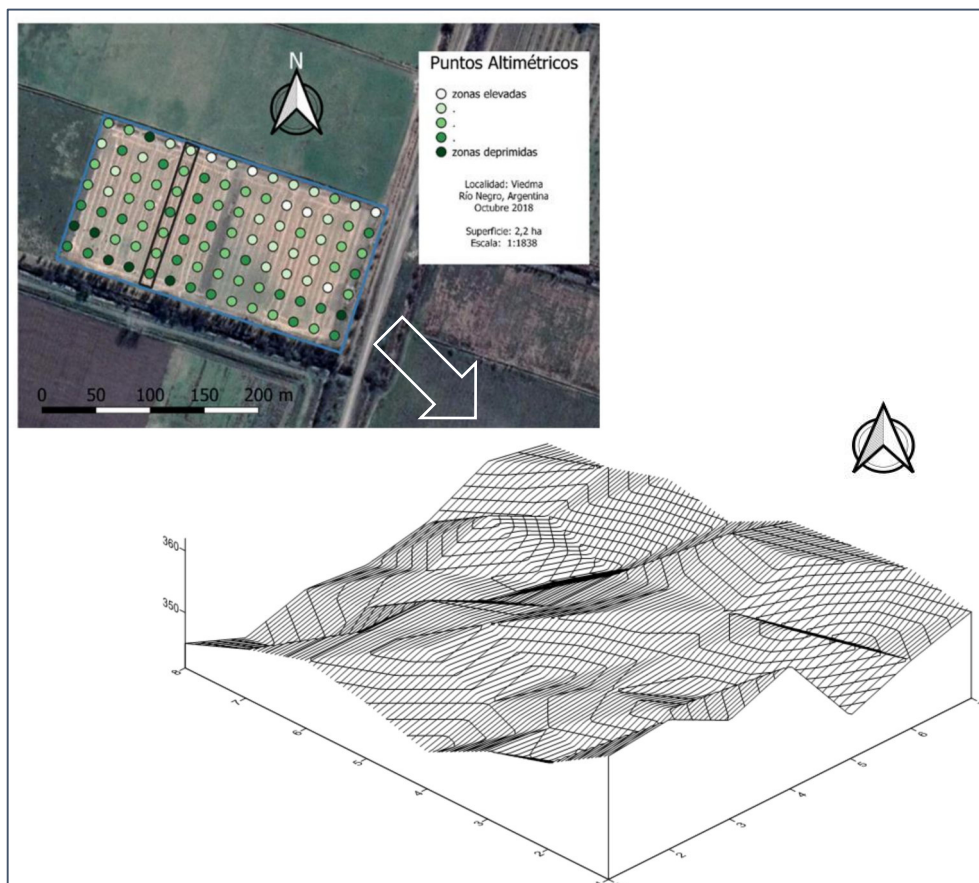 N
Puntos Altimétricos
zonas elevadas
.
.
.
zonas deprimidas
Localidad: Viedma
Río Negro, Argentina
Octubre 2018
Superficie: 2,2 ha
Escala: 1:1838
0 50 100 150 200 m
360
350
8
7
6
5
4
3
2
1
2
3
4
5
6